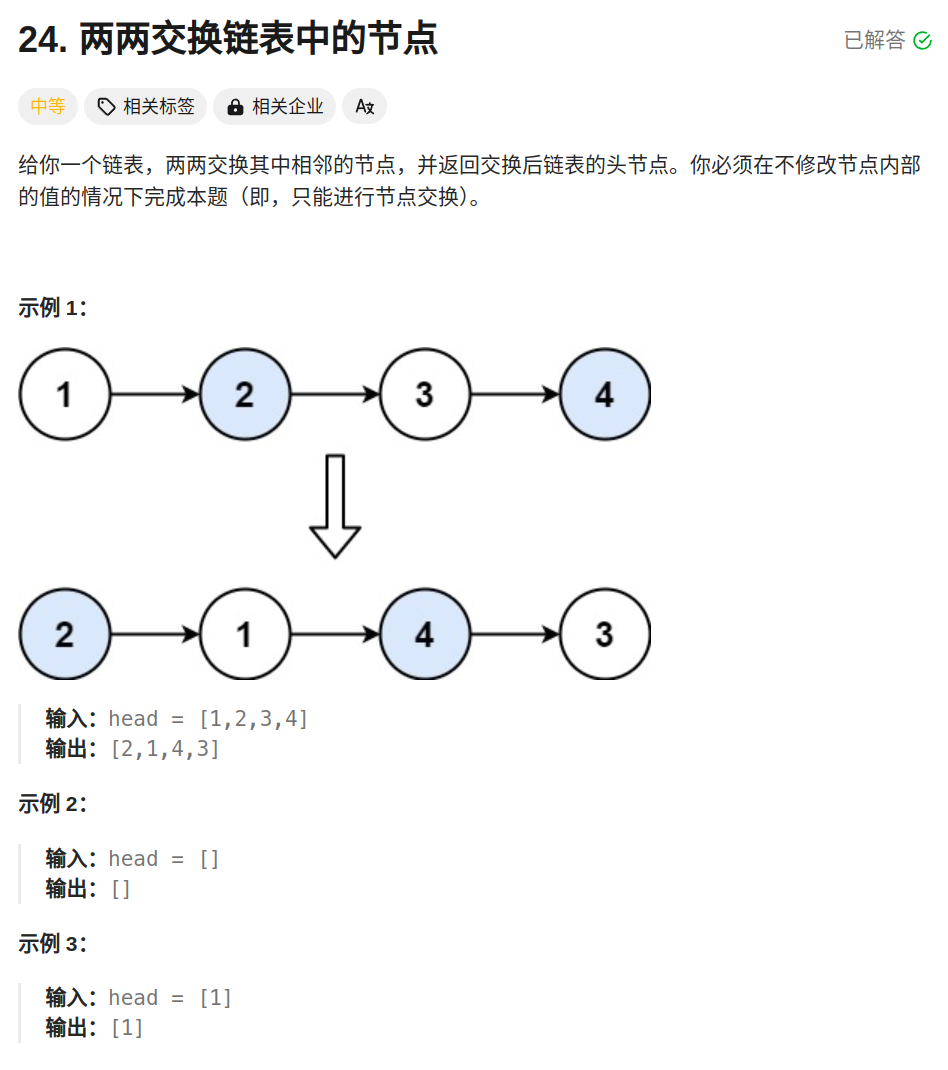 24. 两两交换链表中的节点
已解答
中等 相关标签 相关企业 A文
给你一个链表，两两交换其中相邻的节点，并返回交换后链表的头节点。你必须在不修改节点内部
的值的情况下完成本题（即，只能进行节点交换）。
示例 1：
1 2 3 4
2 1 4 3
输入：head = [1,2,3,4]
输出：[2,1,4,3]
示例 2：
输入：head = []
输出：[]
示例 3：
输入：head = [1]
输出：[1]